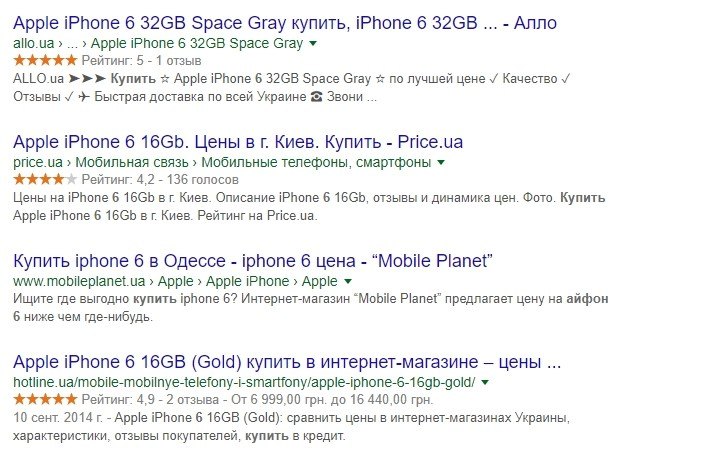 Apple iPhone 6 32GB Space Gray купить, iPhone 6 32GB ... - Алло
allo.ua › ... › Apple iPhone 6 32GB Space Gray ▼
★★★★★ Рейтинг: 5 - 1 отзыв
ALLO.ua ➤➤➤ Купить ☆ Apple iPhone 6 32GB Space Gray ☆ по лучшей цене ✓ Качество ✓
Отзывы ✓ ✈ Быстрая доставка по всей Украине ☎ Звони ...
Apple iPhone 6 16Gb. Цены в г. Киев. Купить - Price.ua
price.ua › Мобильная связь › Мобильные телефоны, смартфоны ▼
★★★★★ Рейтинг: 4,2 - 136 голосов
Цены на iPhone 6 16Gb в г. Киев. Описание iPhone 6 16Gb, отзывы и динамика цен. Фото. Купить
Apple iPhone 6 16Gb в г. Киев. Рейтинг на Price.ua.
Купить iphone 6 в Одессе - iphone 6 цена - “Mobile Planet”
www.mobileplanet.ua › Apple › Apple iPhone › Apple ▼
Ищите где выгодно купить iphone 6? Интернет-магазин “Mobile Planet” предлагает цену на айфон
6 ниже чем где-нибудь.
Apple iPhone 6 16GB (Gold) купить в интернет-магазине – цены ...
hotline.ua/mobile-mobilnye-telefony-i-smartfony/apple-iphone-6-16gb-gold/ ▼
★★★★★ Рейтинг: 4,9 - 2 отзыва - От 6 999,00 грн. до 16 440,00 грн.
10 сент. 2014 г. - Apple iPhone 6 16GB (Gold): сравнить цены в интернет-магазинах Украины,
характеристики, отзывы покупателей, купить в кредит.